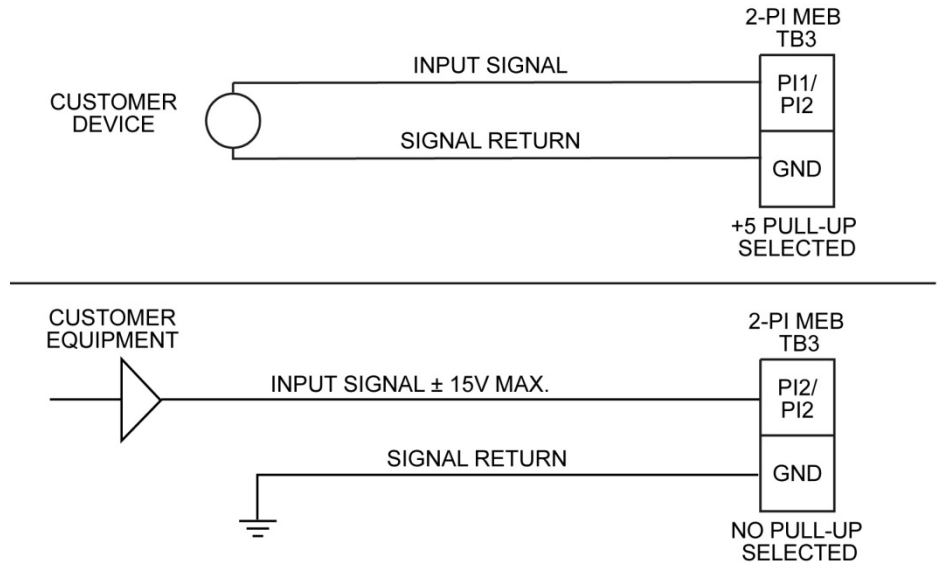 2-PI MEB
TB3
INPUT SIGNAL
PI1/
PI2
CUSTOMER
DEVICE
SIGNAL RETURN
GND
+5 PULL-UP
SELECTED
CUSTOMER
EQUIPMENT
2-PI MEB
TB3
INPUT SIGNAL ± 15V MAX.
PI2/
PI2
SIGNAL RETURN
GND
NO PULL-UP
SELECTED